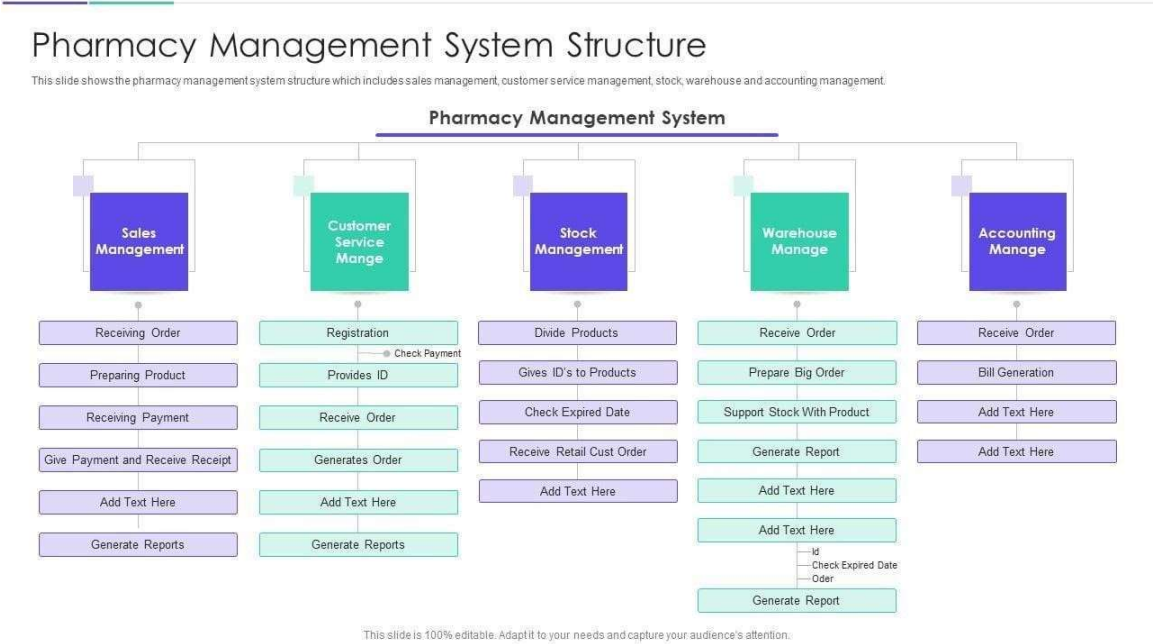 Pharmacy Management System Structure
This slide shows the pharmacy management system structure which includes sales management, customer service management, stock, warehouse and accounting management.
Pharmacy Management System
Sales
Management
Receiving Order
Preparing Product
Receiving Payment
Give Payment and Receive Receipt
Add Text Here
Generate Reports
Customer
Service
Mange
Registration
Check Payment
Provides ID
Receive Order
Generates Order
Add Text Here
Generate Reports
Stock
Management
Divide Products
Gives ID's to Products
Check Expired Date
Receive Retail Cust Order
Add Text Here
Warehouse
Manage
Receive Order
Prepare Big Order
Support Stock With Product
Generate Report
Add Text Here
Add Text Here
Id
Check Expired Date
Oder
Generate Report
Accounting
Manage
Receive Order
Bill Generation
Add Text Here
Add Text Here
This slide is 100% editable. Adapt it to your needs and capture your audience's attention.